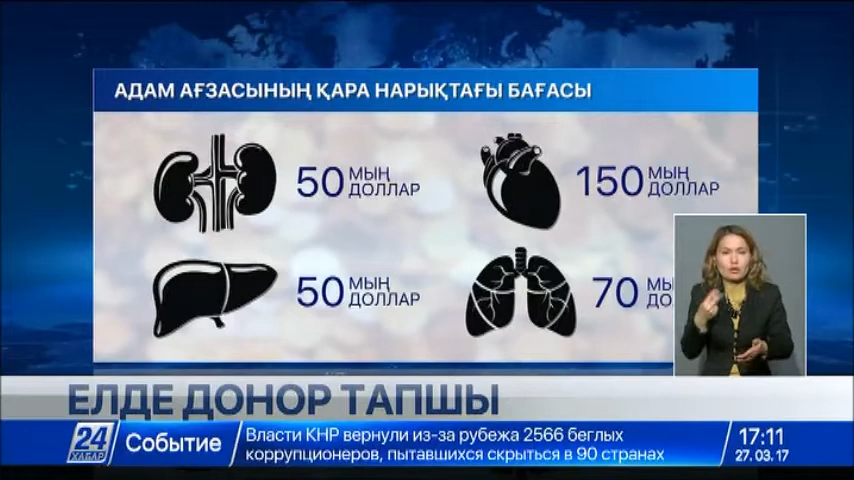 АДАМ АҒЗАСЫНЫҢ ҚАРА НАРЫҚТАҒЫ БАҒАСЫ
50 МЫҢ ДОЛЛАР
150 МЫҢ ДОЛЛАР
50 МЫҢ ДОЛЛАР
70
ЕЛДЕ ДОНОР ТАПШЫ
24 ХАБАР
Событие
Власти КНР вернули из-за рубежа 2566 беглых
коррупционеров, пытавшихся скрыться в 90 странах
17:11
27.03.17